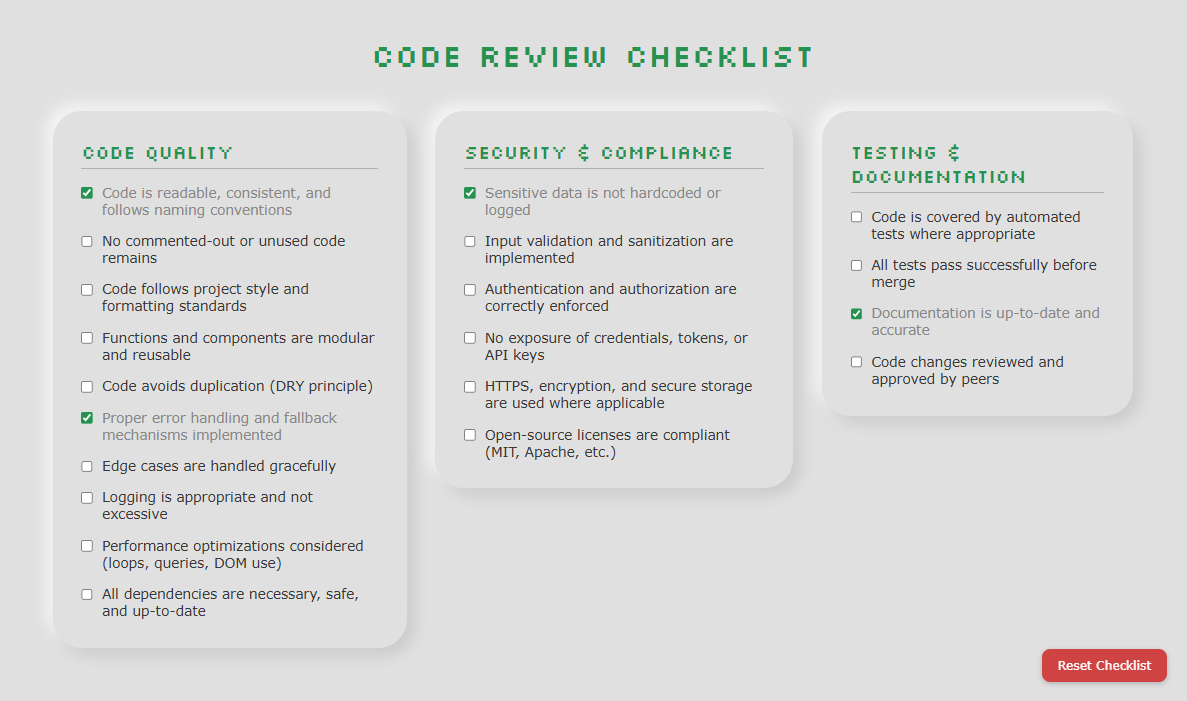 CODE REVIEW CHECKLIST
CODE QUALITY
Code is readable, consistent, and
follows naming conventions
No commented-out or unused code
remains
Code follows project style and
formatting standards
Functions and components are modular
and reusable
Code avoids duplication (DRY principle)
Proper error handling and fallback
mechanisms implemented
Edge cases are handled gracefully
Logging is appropriate and not
excessive
Performance optimizations considered
(loops, queries, DOM use)
All dependencies are necessary, safe,
and up-to-date
SECURITY & COMPLIANCE
Sensitive data is not hardcoded or
logged
Input validation and sanitization are
implemented
Authentication and authorization are
correctly enforced
No exposure of credentials, tokens, or
API keys
HTTPS, encryption, and secure storage
are used where applicable
Open-source licenses are compliant
(MIT, Apache, etc.)
TESTING &
DOCUMENTATION
Code is covered by automated
tests where appropriate
All tests pass successfully before
merge
Documentation is up-to-date and
accurate
Code changes reviewed and
approved by peers
Reset Checklist